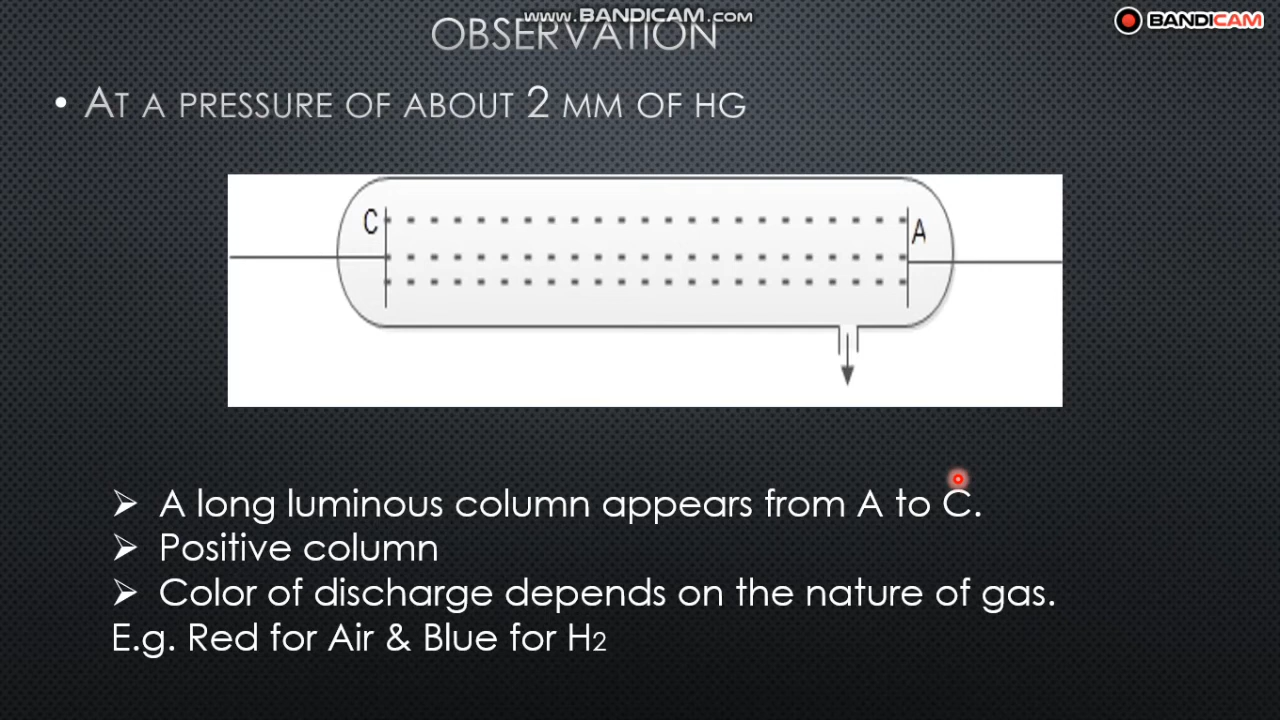 www.BANDICAM.com
BANDICAM
OBSERVATION
• AT A PRESSURE OF ABOUT 2 MM OF HG
C
A
➢ A long luminous column appears from A to C.
➢ Positive column
➢ Color of discharge depends on the nature of gas.
E.g. Red for Air & Blue for H2